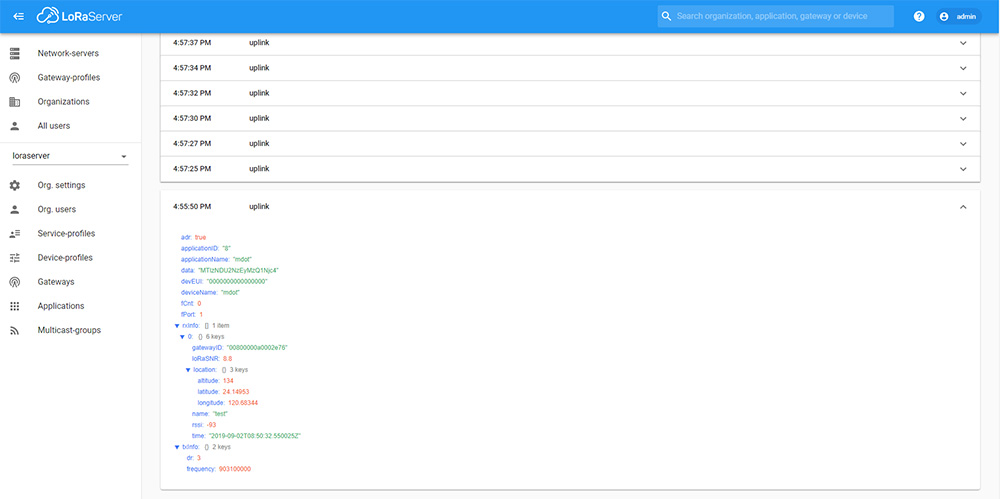 LoRaServer
Search organization, application, gateway or device
? admin
Network-servers
Gateway-profiles
Organizations
All users
loraserver
Org. settings
Org. users
Service-profiles
Device-profiles
Gateways
Applications
Multicast-groups
4:57:37 PM uplink
4:57:34 PM uplink
4:57:32 PM uplink
4:57:30 PM uplink
4:57:27 PM uplink
4:57:25 PM uplink
4:55:50 PM uplink
adr: true
applicationID: "8"
applicationName: "mdot"
data: "MTIzNDU2NzEyMzQ1Njc4"
devEUI: "0000000000000000"
deviceName: "mdot"
fCnt: 0
fPort: 1
rxInfo: [] 1 item
0: {} 6 keys
gatewayID: "00800000a0002e76"
loRaSNR: 8.8
location: {} 3 keys
altitude: 134
latitude: 24.14953
longitude: 120.68344
name: "test"
rssi: -93
time: "2019-09-02T08:50:32.550025Z"
txInfo: {} 2 keys
dr: 3
frequency: 903100000